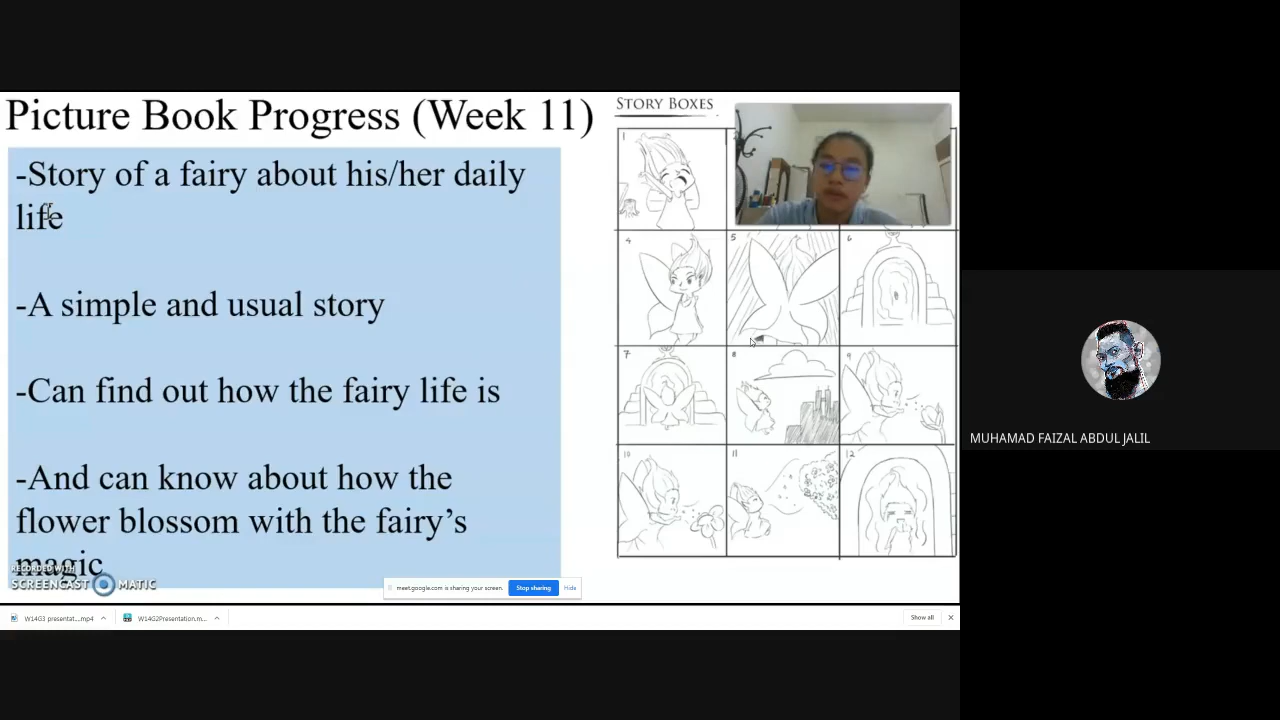 Picture Book Progress (Week 11)
-Story of a fairy about his/her daily
life
-A simple and usual story
-Can find out how the fairy life is
-And can know about how the
flower blossom with the fairy’s
magic
RECORDED WITH
SCREENCAST MATIC
STORY BOXES
1
4
5
6
7
8
9
10
11
12
meet.google.com is sharing your screen.
Stop sharing
Hide
W14G3 presentat....mp4
W14G2Presentation.m...
Show all
MUHAMAD FAIZAL ABDUL JALIL